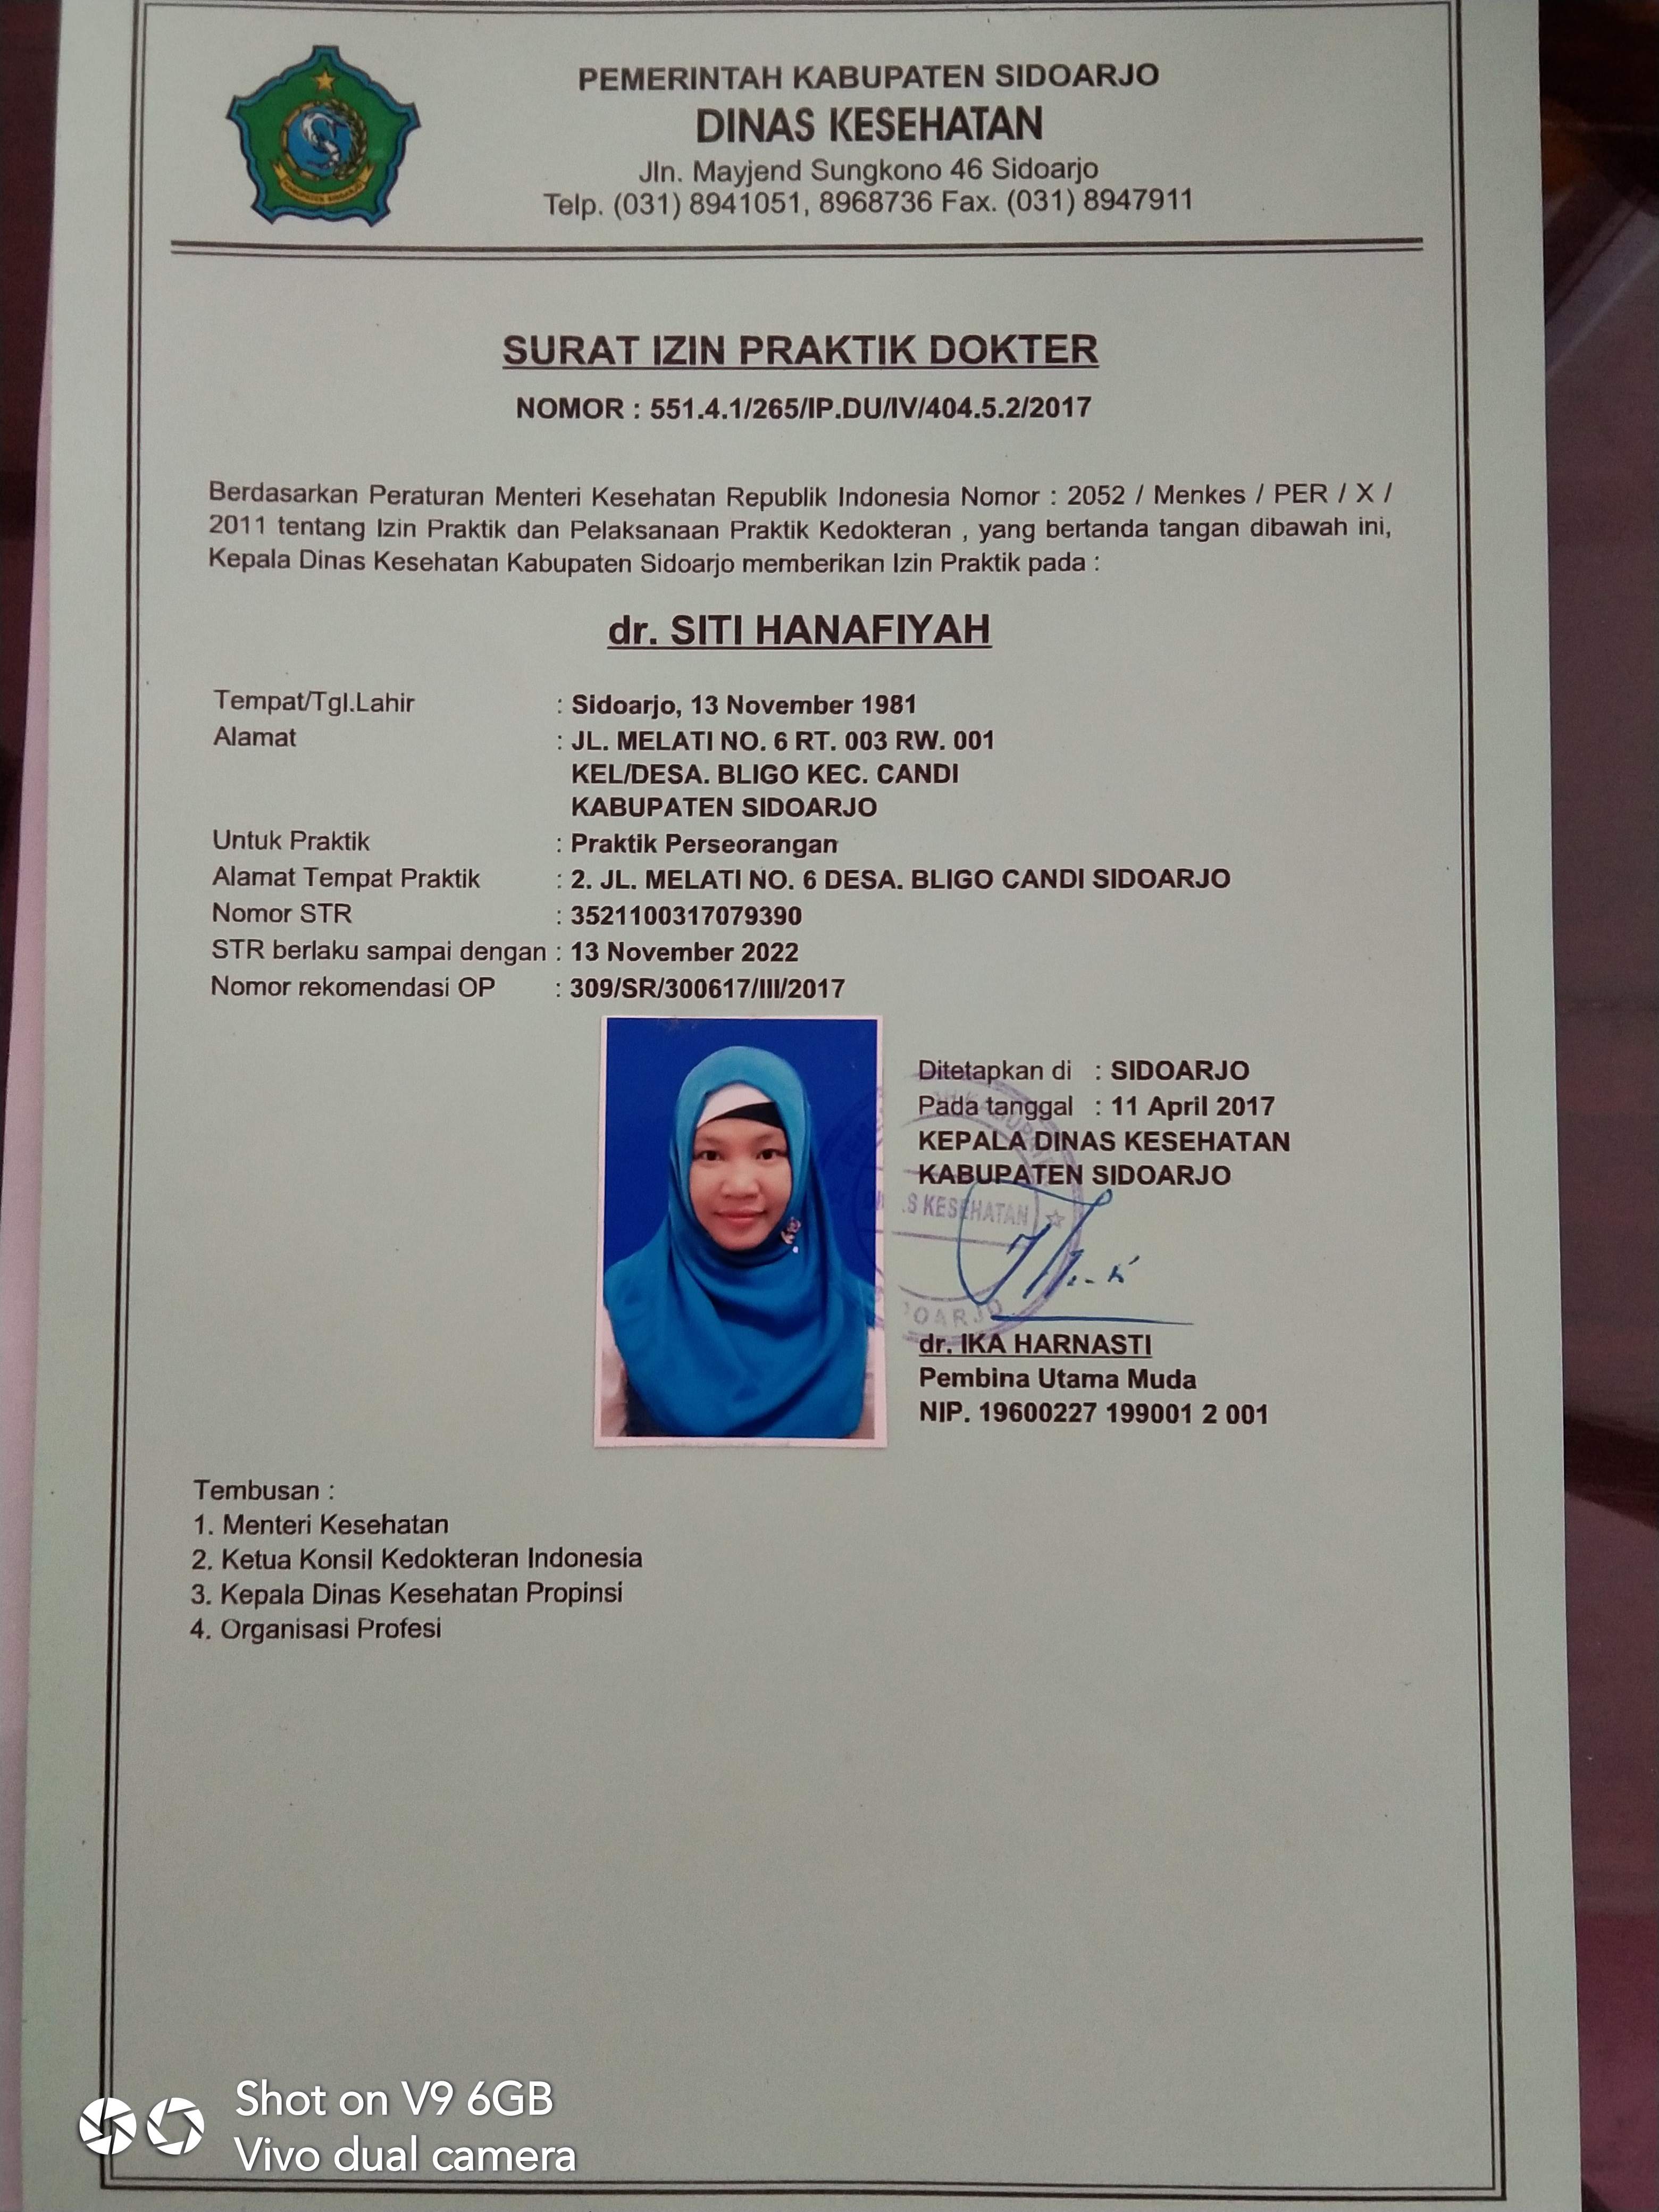 PEMERINTAH KABUPATEN SIDOARJO
DINAS KESEHATAN
Jln. Mayjend Sungkono 46 Sidoarjo
Telp. (031) 8941051, 8968736 Fax. (031) 8947911
SURAT IZIN PRAKTIK DOKTER
NOMOR : 551.4.1/265/IP.DU/IV/404.5.2/2017
Berdasarkan Peraturan Menteri Kesehatan Republik Indonesia Nomor : 2052 / Menkes / PER / X /
2011 tentang Izin Praktik dan Pelaksanaan Praktik Kedokteran , yang bertanda tangan dibawah ini,
Kepala Dinas Kesehatan Kabupaten Sidoarjo memberikan Izin Praktik pada :
dr. SITI HANAFIYAH
Tempat/Tgl.Lahir : Sidoarjo, 13 November 1981
Alamat : JL. MELATI NO. 6 RT. 003 RW. 001
KEL/DESA. BLIGO KEC. CANDI
KABUPATEN SIDOARJO
Untuk Praktik : Praktik Perseorangan
Alamat Tempat Praktik : 2. JL. MELATI NO. 6 DESA. BLIGO CANDI SIDOARJO
Nomor STR : 3521100317079390
STR berlaku sampai dengan : 13 November 2022
Nomor rekomendasi OP : 309/SR/300617/III/2017
Ditetapkan di : SIDOARJO
Pada tanggal : 11 April 2017
KEPALA DINAS KESEHATAN
KABUPATEN SIDOARJO
KESEHATAN
dr. IKA HARNASTI
Pembina Utama Muda
NIP. 19600227 199001 2 001
Tembusan :
1. Menteri Kesehatan
2. Ketua Konsil Kedokteran Indonesia
3. Kepala Dinas Kesehatan Propinsi
4. Organisasi Profesi
Shot on V9 6GB
Vivo dual camera